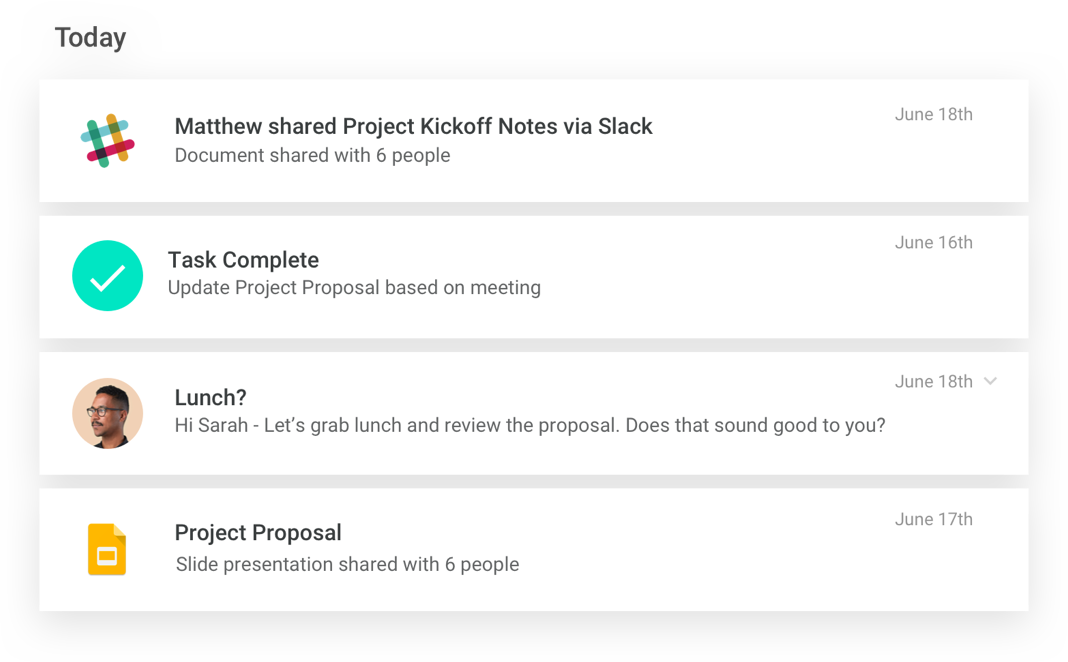 Today
Matthew shared Project Kickoff Notes via Slack
June 18th
Document shared with 6 people
Task Complete
June 16th
Update Project Proposal based on meeting
Lunch?
June 18th
Hi Sarah - Let’s grab lunch and review the proposal. Does that sound good to you?
Project Proposal
June 17th
Slide presentation shared with 6 people